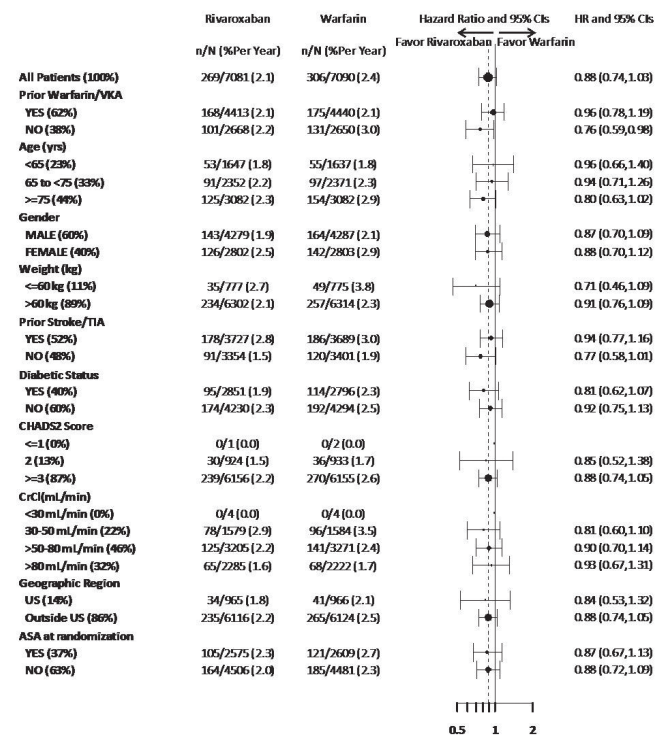 Rivaroxaban Warfarin Hazard Ratio and 95% CIs HR and 95% CIs
Favor Rivaroxaban Favor Warfarin
n/N (%Per Year) n/N (%Per Year)
All Patients (100%) 269/7081 (2.1) 306/7090 (2.4) 0.88 (0.74,1.03)
Prior Warfarin/VKA
YES (62%) 168/4413 (2.1) 175/4440 (2.1) 0.96 (0.78,1.19)
NO (38%) 101/2668 (2.2) 131/2650 (3.0) 0.76 (0.59,0.98)
Age (yrs)
<65 (23%) 53/1647 (1.8) 55/1637 (1.8) 0.96 (0.66,1.40)
65 to <75 (33%) 91/2352 (2.2) 97/2371 (2.3) 0.94 (0.71,1.26)
>=75 (44%) 125/3082 (2.3) 154/3082 (2.9) 0.80 (0.63,1.02)
Gender
MALE (60%) 143/4279 (1.9) 164/4287 (2.1) 0.87 (0.70,1.09)
FEMALE (40%) 126/2802 (2.5) 142/2803 (2.9) 0.88 (0.70,1.12)
Weight (kg)
<=60 kg (11%) 35/777 (2.7) 49/775 (3.8) 0.71 (0.46,1.09)
>60 kg (89%) 234/6302 (2.1) 257/6314 (2.3) 0.91 (0.76,1.09)
Prior Stroke/TIA
YES (52%) 178/3727 (2.8) 186/3689 (3.0) 0.94 (0.77,1.16)
NO (48%) 91/3354 (1.5) 120/3401 (1.9) 0.77 (0.58,1.01)
Diabetic Status
YES (40%) 95/2851 (1.9) 114/2796 (2.3) 0.81 (0.62,1.07)
NO (60%) 174/4230 (2.3) 192/4294 (2.5) 0.92 (0.75,1.13)
CHADS2 Score
<=1 (0%) 0/1 (0.0) 0/2 (0.0)
2 (13%) 30/924 (1.5) 36/933 (1.7) 0.85 (0.52,1.38)
>=3 (87%) 239/6156 (2.2) 270/6155 (2.6) 0.88 (0.74,1.05)
CrCl(mL/min)
<30 mL/min (0%) 0/4 (0.0) 0/4 (0.0)
30-50 mL/min (22%) 78/1579 (2.9) 96/1584 (3.5) 0.81 (0.60,1.10)
>50-80 mL/min (46%) 125/3205 (2.2) 141/3271 (2.4) 0.90 (0.70,1.14)
>80 mL/min (32%) 65/2285 (1.6) 68/2222 (1.7) 0.93 (0.67,1.31)
Geographic Region
US (14%) 34/965 (1.8) 41/966 (2.1) 0.84 (0.53,1.32)
Outside US (86%) 235/6116 (2.2) 265/6124 (2.5) 0.88 (0.74,1.05)
ASA at randomization
YES (37%) 105/2575 (2.3) 121/2609 (2.7) 0.87 (0.67,1.13)
NO (63%) 164/4506 (2.0) 185/4481 (2.3) 0.88 (0.72,1.09)
0.5 1 2